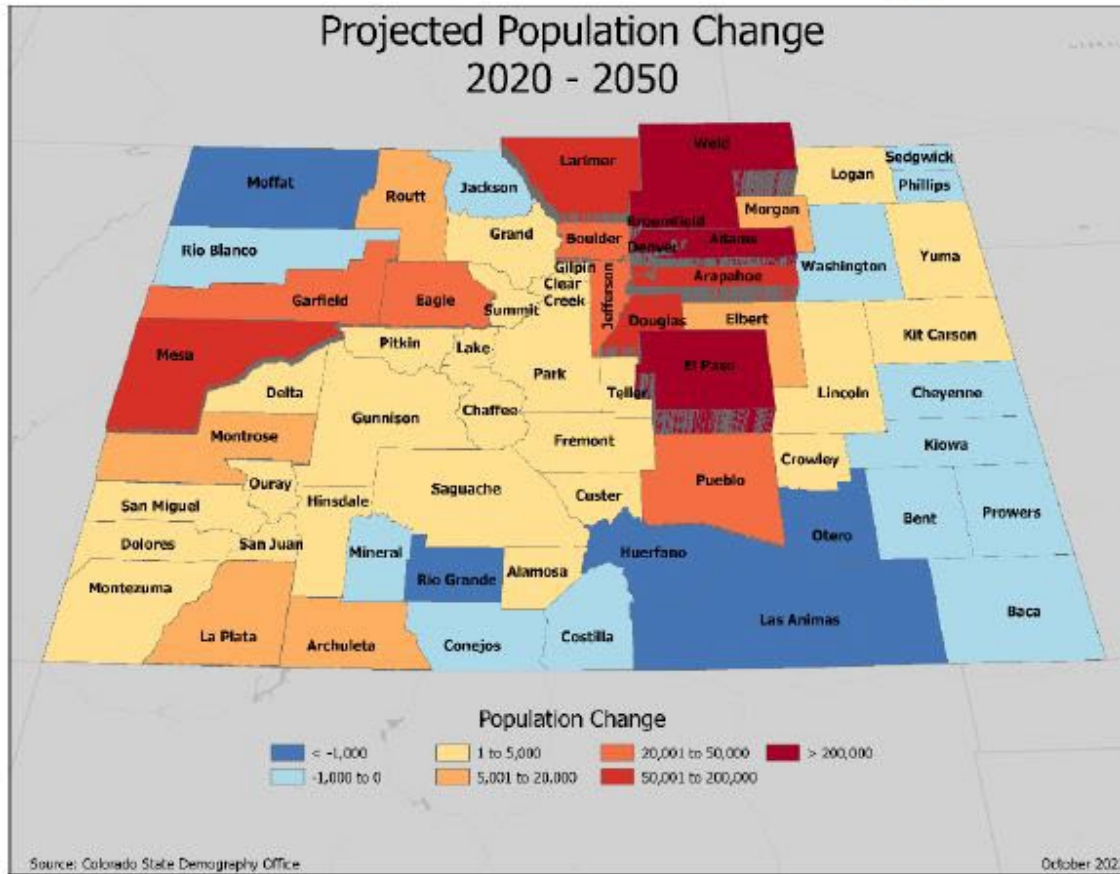 Projected Population Change
2020 - 2050
Moffat
Routt
Jackson
Larimer
Weld
Logan
Sedgwick
Phillips
Rio Blanco
Grand
Boulder
Broomfield
Morgan
Denver
Adams
Washington
Yuma
Garfield
Eagle
Summit
Gilpin
Clear
Creek
Jefferson
Arapahoe
Mesa
Pitkin
Lake
Park
Douglas
Elbert
Kit Carson
Delta
Gunnison
Chaffee
Teller
El Paso
Lincoln
Cheyenne
Montrose
Fremont
Kiowa
Ouray
San Miguel
Hinsdale
Saguache
Custer
Pueblo
Crowley
Dolores
San Juan
Mineral
Huerfano
Otero
Bent
Prowers
Montezuma
Rio Grande
Alamosa
La Plata
Archuleta
Conejos
Costilla
Las Animas
Baca
Population Change
< -1,000
1 to 5,000
20,001 to 50,000
> 200,000
-1,000 to 0
5,001 to 20,000
50,001 to 200,000
Source: Colorado State Demography Office
October 202